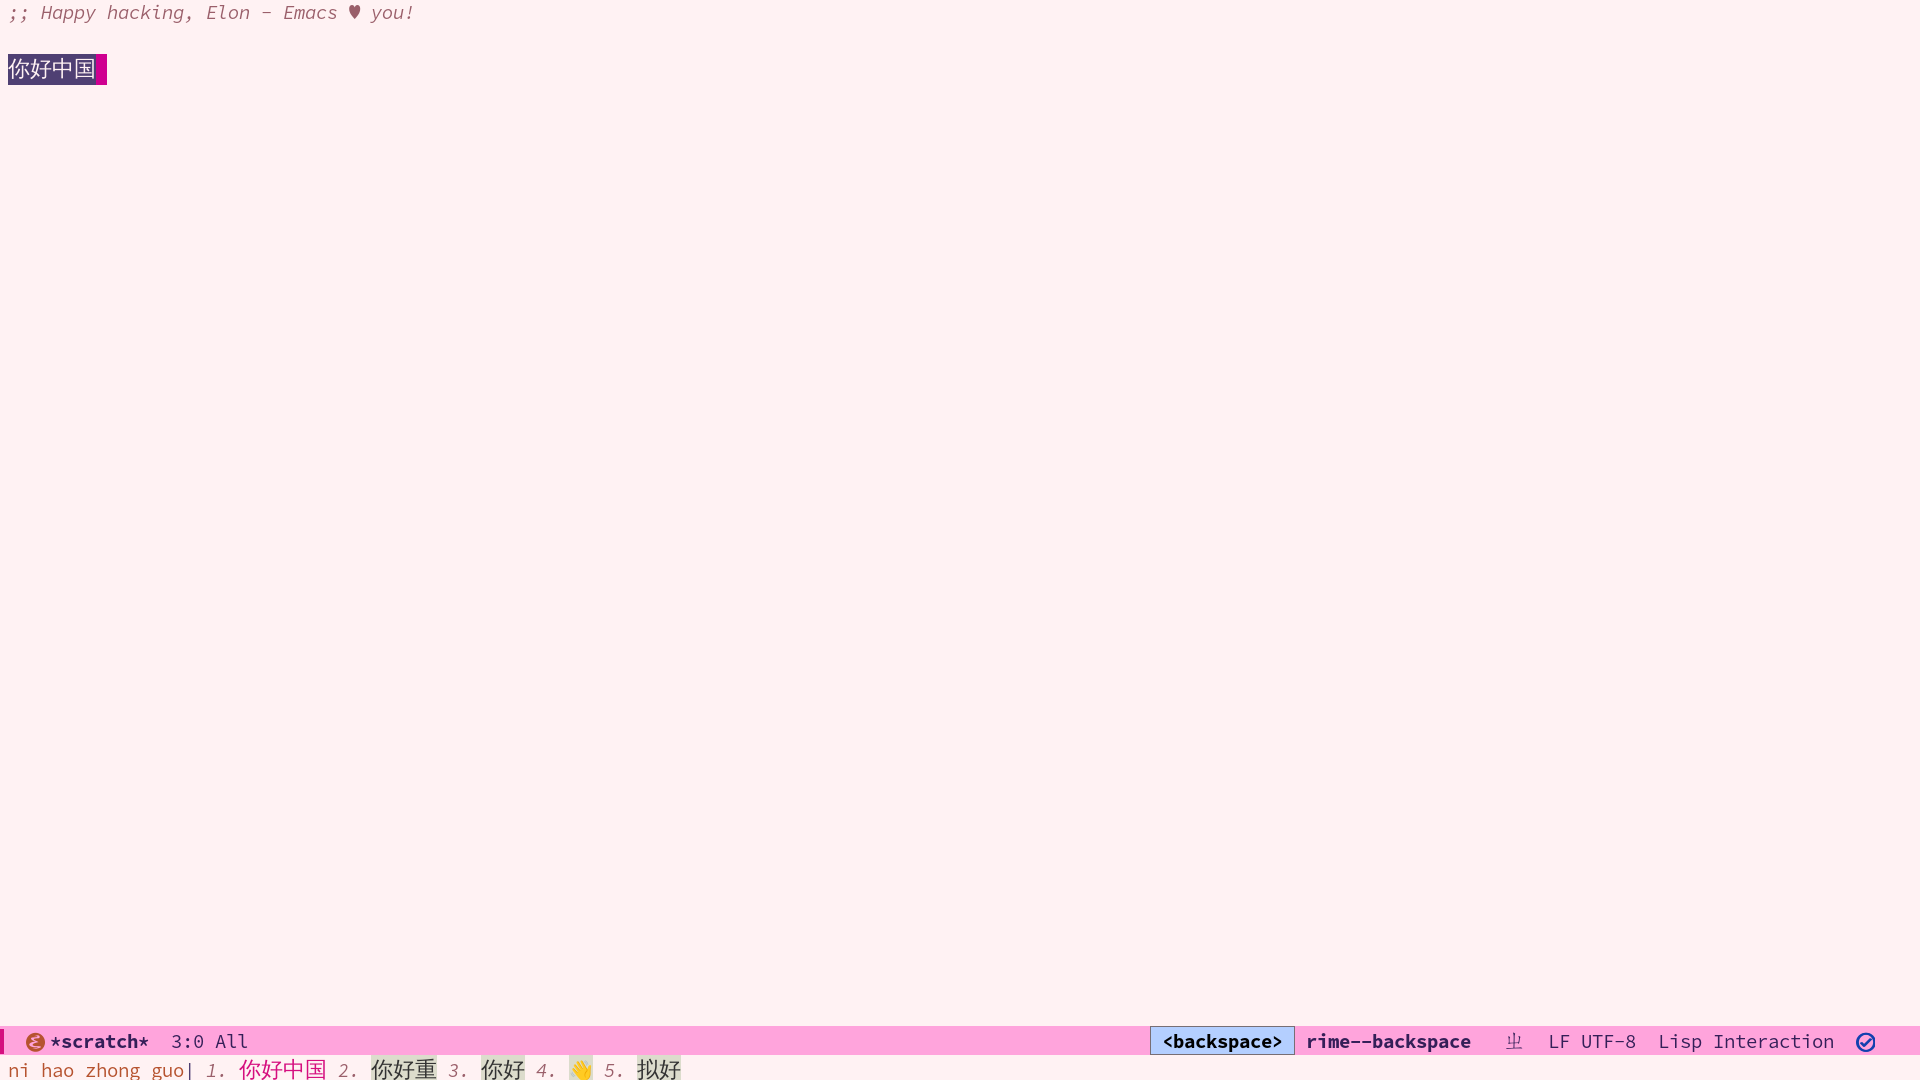 ;; Happy hacking, Elon - Emacs ♥ you!
你好中国
*scratch* 3:0 All <backspace> rime--backspace ㄓ LF UTF-8 Lisp Interaction
ni hao zhong guo| 1. 你好中国 2. 你好重 3. 你好 4. 👋 5. 拟好